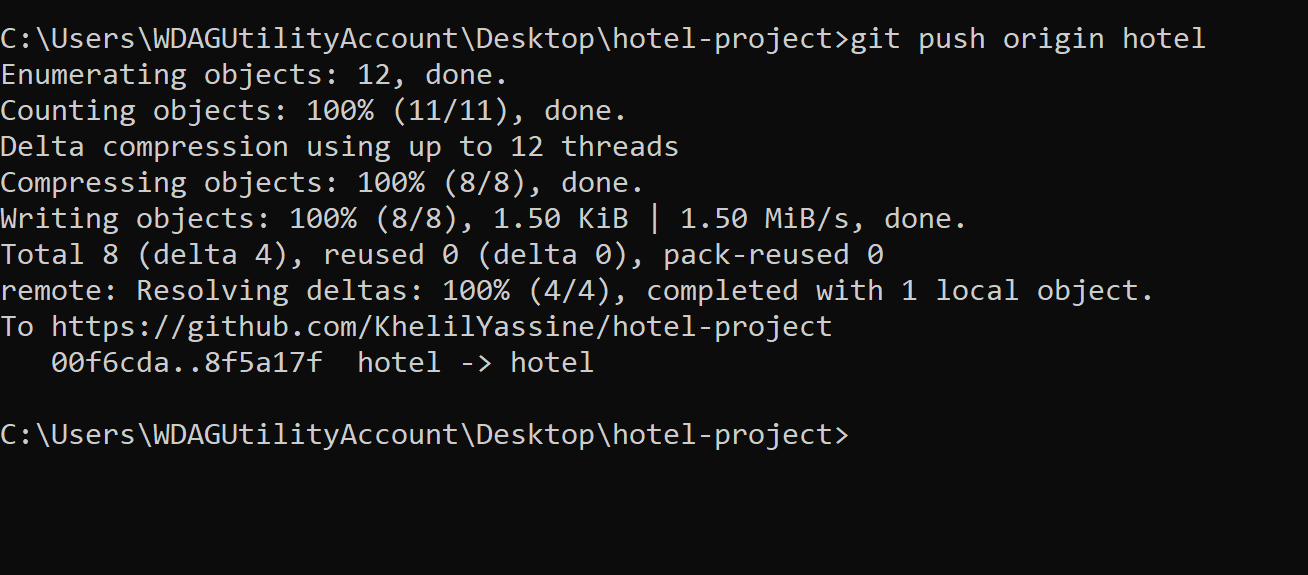 C:\Users\WDAGUtilityAccount\Desktop\hotel-project>git push origin hotel
Enumerating objects: 12, done.
Counting objects: 100% (11/11), done.
Delta compression using up to 12 threads
Compressing objects: 100% (8/8), done.
Writing objects: 100% (8/8), 1.50 KiB | 1.50 MiB/s, done.
Total 8 (delta 4), reused 0 (delta 0), pack-reused 0
remote: Resolving deltas: 100% (4/4), completed with 1 local object.
To https://github.com/KhelilYassine/hotel-project
   00f6cda..8f5a17f  hotel -> hotel
C:\Users\WDAGUtilityAccount\Desktop\hotel-project>